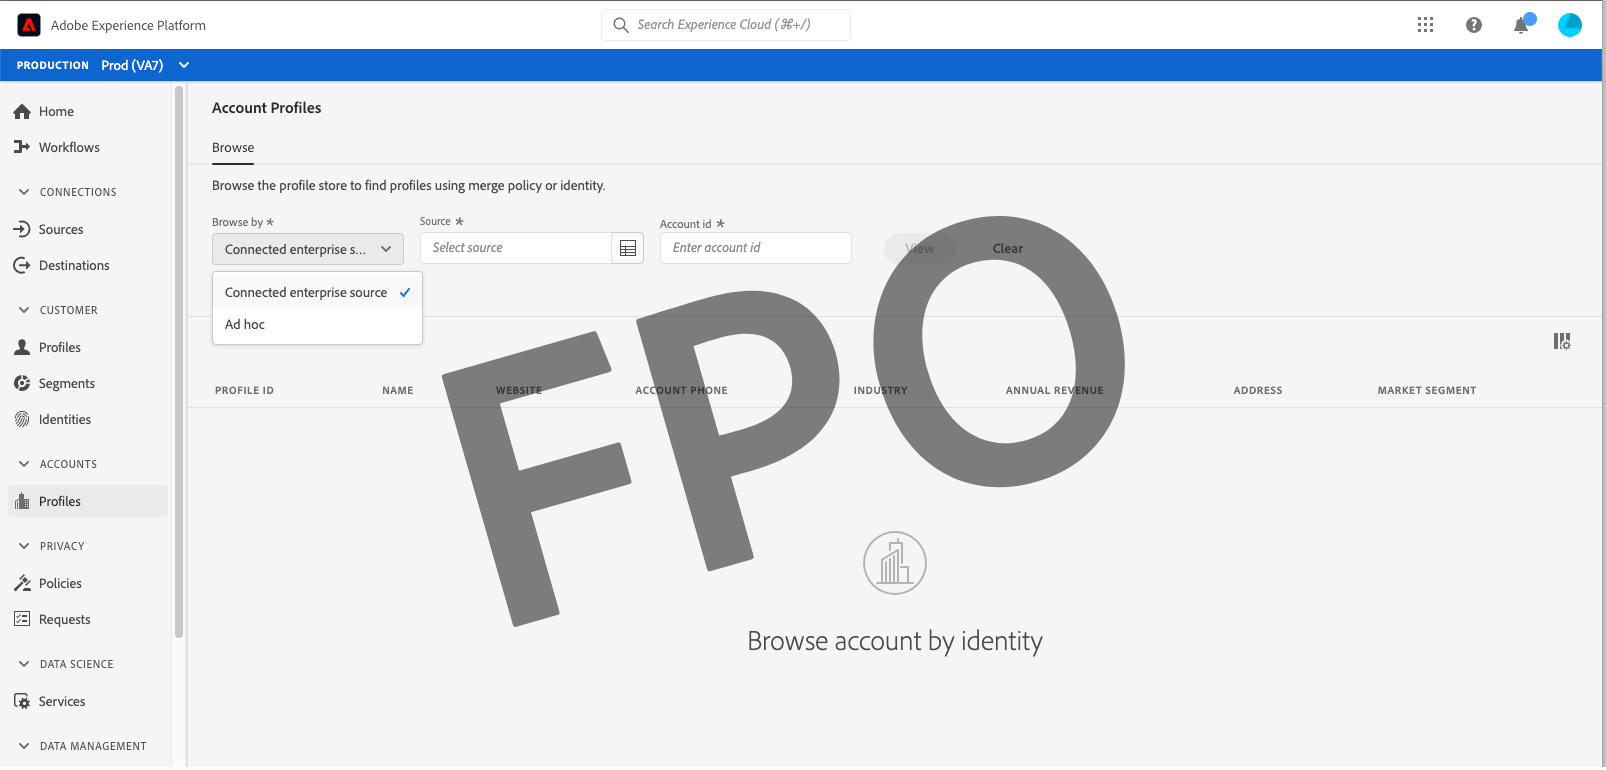 Adobe Experience Platform
Search Experience Cloud (⌘+/)
PRODUCTION Prod (VA7)
Home
Workflows
CONNECTIONS
Sources
Destinations
CUSTOMER
Profiles
Segments
Identities
ACCOUNTS
Profiles
PRIVACY
Policies
Requests
DATA SCIENCE
Services
DATA MANAGEMENT
Account Profiles
Browse
Browse the profile store to find profiles using merge policy or identity.
Browse by * Source * Account id *
Connected enterprise s... Select source Enter account id View Clear
Connected enterprise source
Ad hoc
PROFILE ID NAME WEBSITE ACCOUNT PHONE INDUSTRY ANNUAL REVENUE ADDRESS MARKET SEGMENT
FPO
Browse account by identity